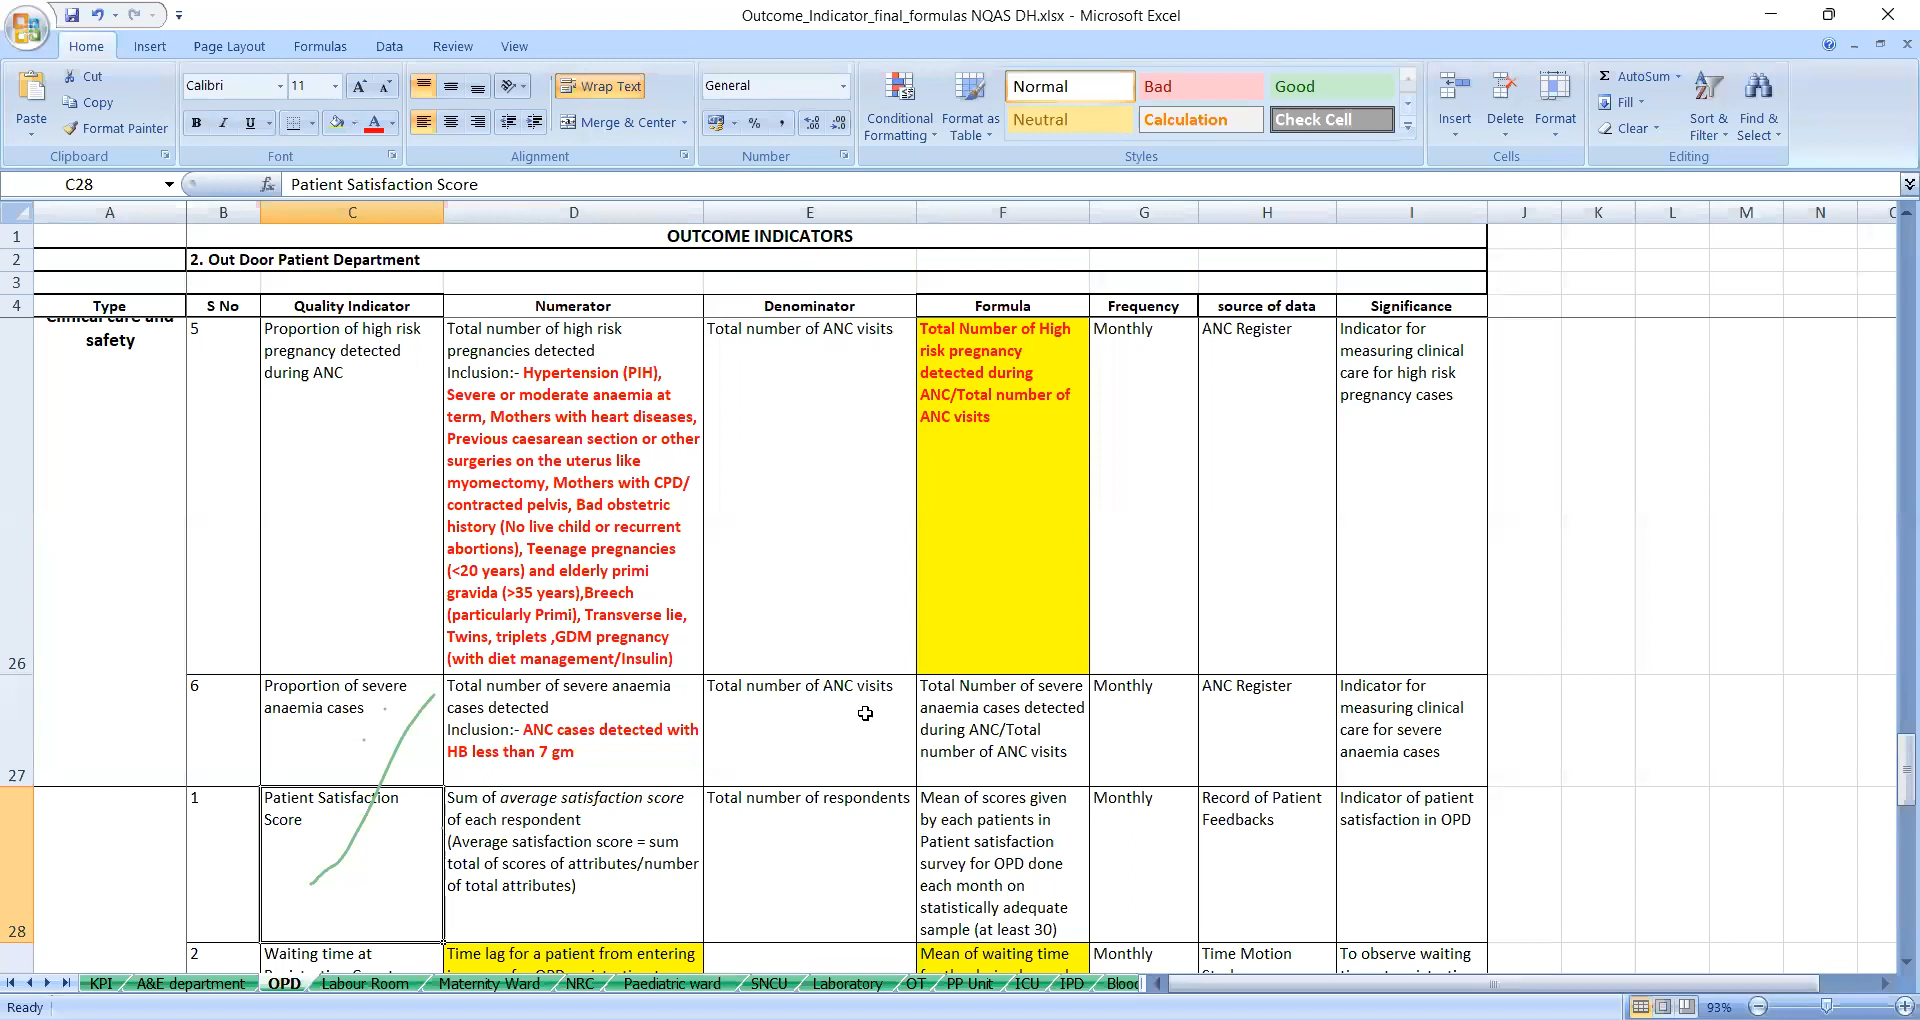 Outcome_Indicator_final_formulas NQAS DH.xlsx - Microsoft Excel
Home Insert Page Layout Formulas Data Review View
Paste
Cut
Copy
Format Painter
Clipboard
Calibri 11
B I U
Font
Wrap Text
Merge & Center
Alignment
General
%
Number
Conditional Formatting
Format as Table
Normal Bad Good
Neutral Calculation Check Cell
Styles
Insert Delete Format
Cells
AutoSum
Fill
Clear
Sort & Filter
Find & Select
Editing
C28 fx Patient Satisfaction Score
A B C D E F G H I J K L M N
1 OUTCOME INDICATORS
2 2. Out Door Patient Department
3
4 Type S No Quality Indicator Numerator Denominator Formula Frequency source of data Significance
Clinical care and
safety
26
5
Proportion of high risk
pregnancy detected
during ANC
Total number of high risk
pregnancies detected
Inclusion:- Hypertension (PIH),
Severe or moderate anaemia at
term, Mothers with heart diseases,
Previous caesarean section or other
surgeries on the uterus like
myomectomy, Mothers with CPD/
contracted pelvis, Bad obstetric
history (No live child or recurrent
abortions), Teenage pregnancies
(<20 years) and elderly primi
gravida (>35 years),Breech
(particularly Primi), Transverse lie,
Twins, triplets ,GDM pregnancy
(with diet management/Insulin)
Total number of ANC visits
Total Number of High
risk pregnancy
detected during
ANC/Total number of
ANC visits
Monthly
ANC Register
Indicator for
measuring clinical
care for high risk
pregnancy cases
27
6
Proportion of severe
anaemia cases
Total number of severe anaemia
cases detected
Inclusion:- ANC cases detected with
HB less than 7 gm
Total number of ANC visits
Total Number of severe
anaemia cases detected
during ANC/Total
number of ANC visits
Monthly
ANC Register
Indicator for
measuring clinical
care for severe
anaemia cases
28
1
Patient Satisfaction
Score
Sum of average satisfaction score
of each respondent
(Average satisfaction score = sum
total of scores of attributes/number
of total attributes)
Total number of respondents
Mean of scores given
by each patients in
Patient satisfaction
survey for OPD done
each month on
statistically adequate
sample (at least 30)
Monthly
Record of Patient
Feedbacks
Indicator of patient
satisfaction in OPD
2
Waiting time at
Time lag for a patient from entering
Mean of waiting time
Monthly
Time Motion
To observe waiting
KPI A&E department OPD Labour Room Maternity Ward NRC Paediatric ward SNCU Laboratory OT PP Unit ICU IPD Blood
Ready 93%